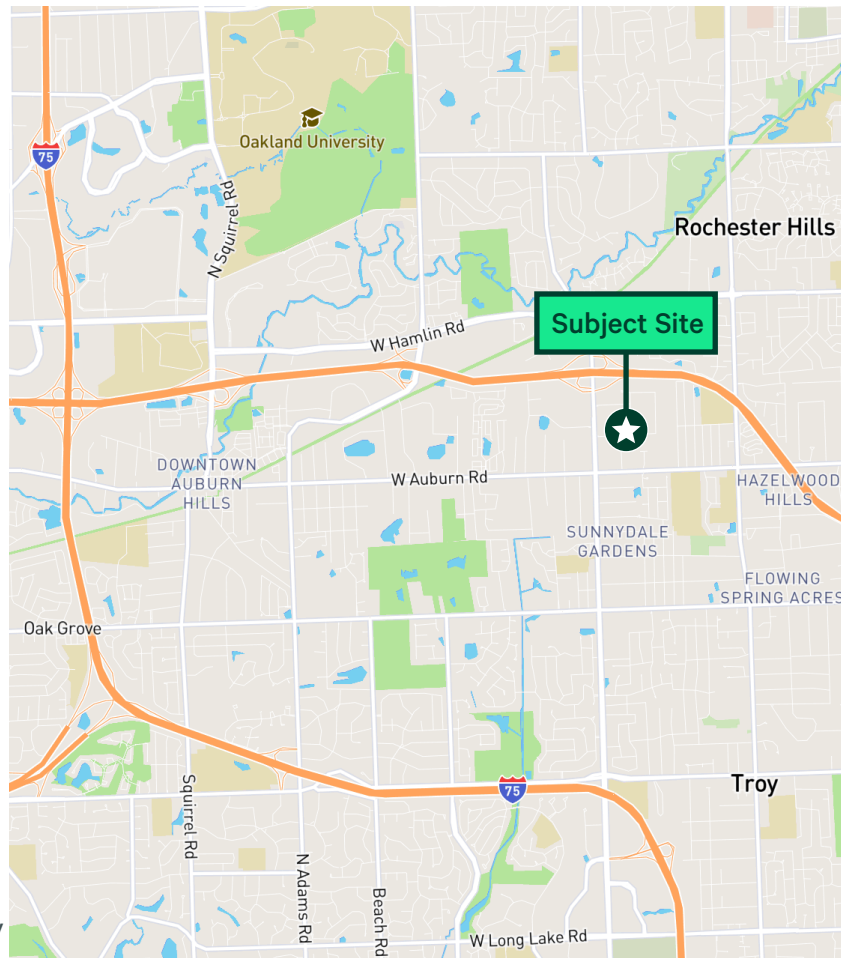 75
Oakland University
N Squirrel Rd
Rochester Hills
Subject Site
W Hamlin Rd
DOWNTOWN
AUBURN
HILLS
W Auburn Rd
HAZELWOOD
HILLS
SUNNYDALE
GARDENS
FLOWING
SPRING ACRES
Oak Grove
75
Troy
Squirrel Rd
N Adams Rd
Beach Rd
W Long Lake Rd